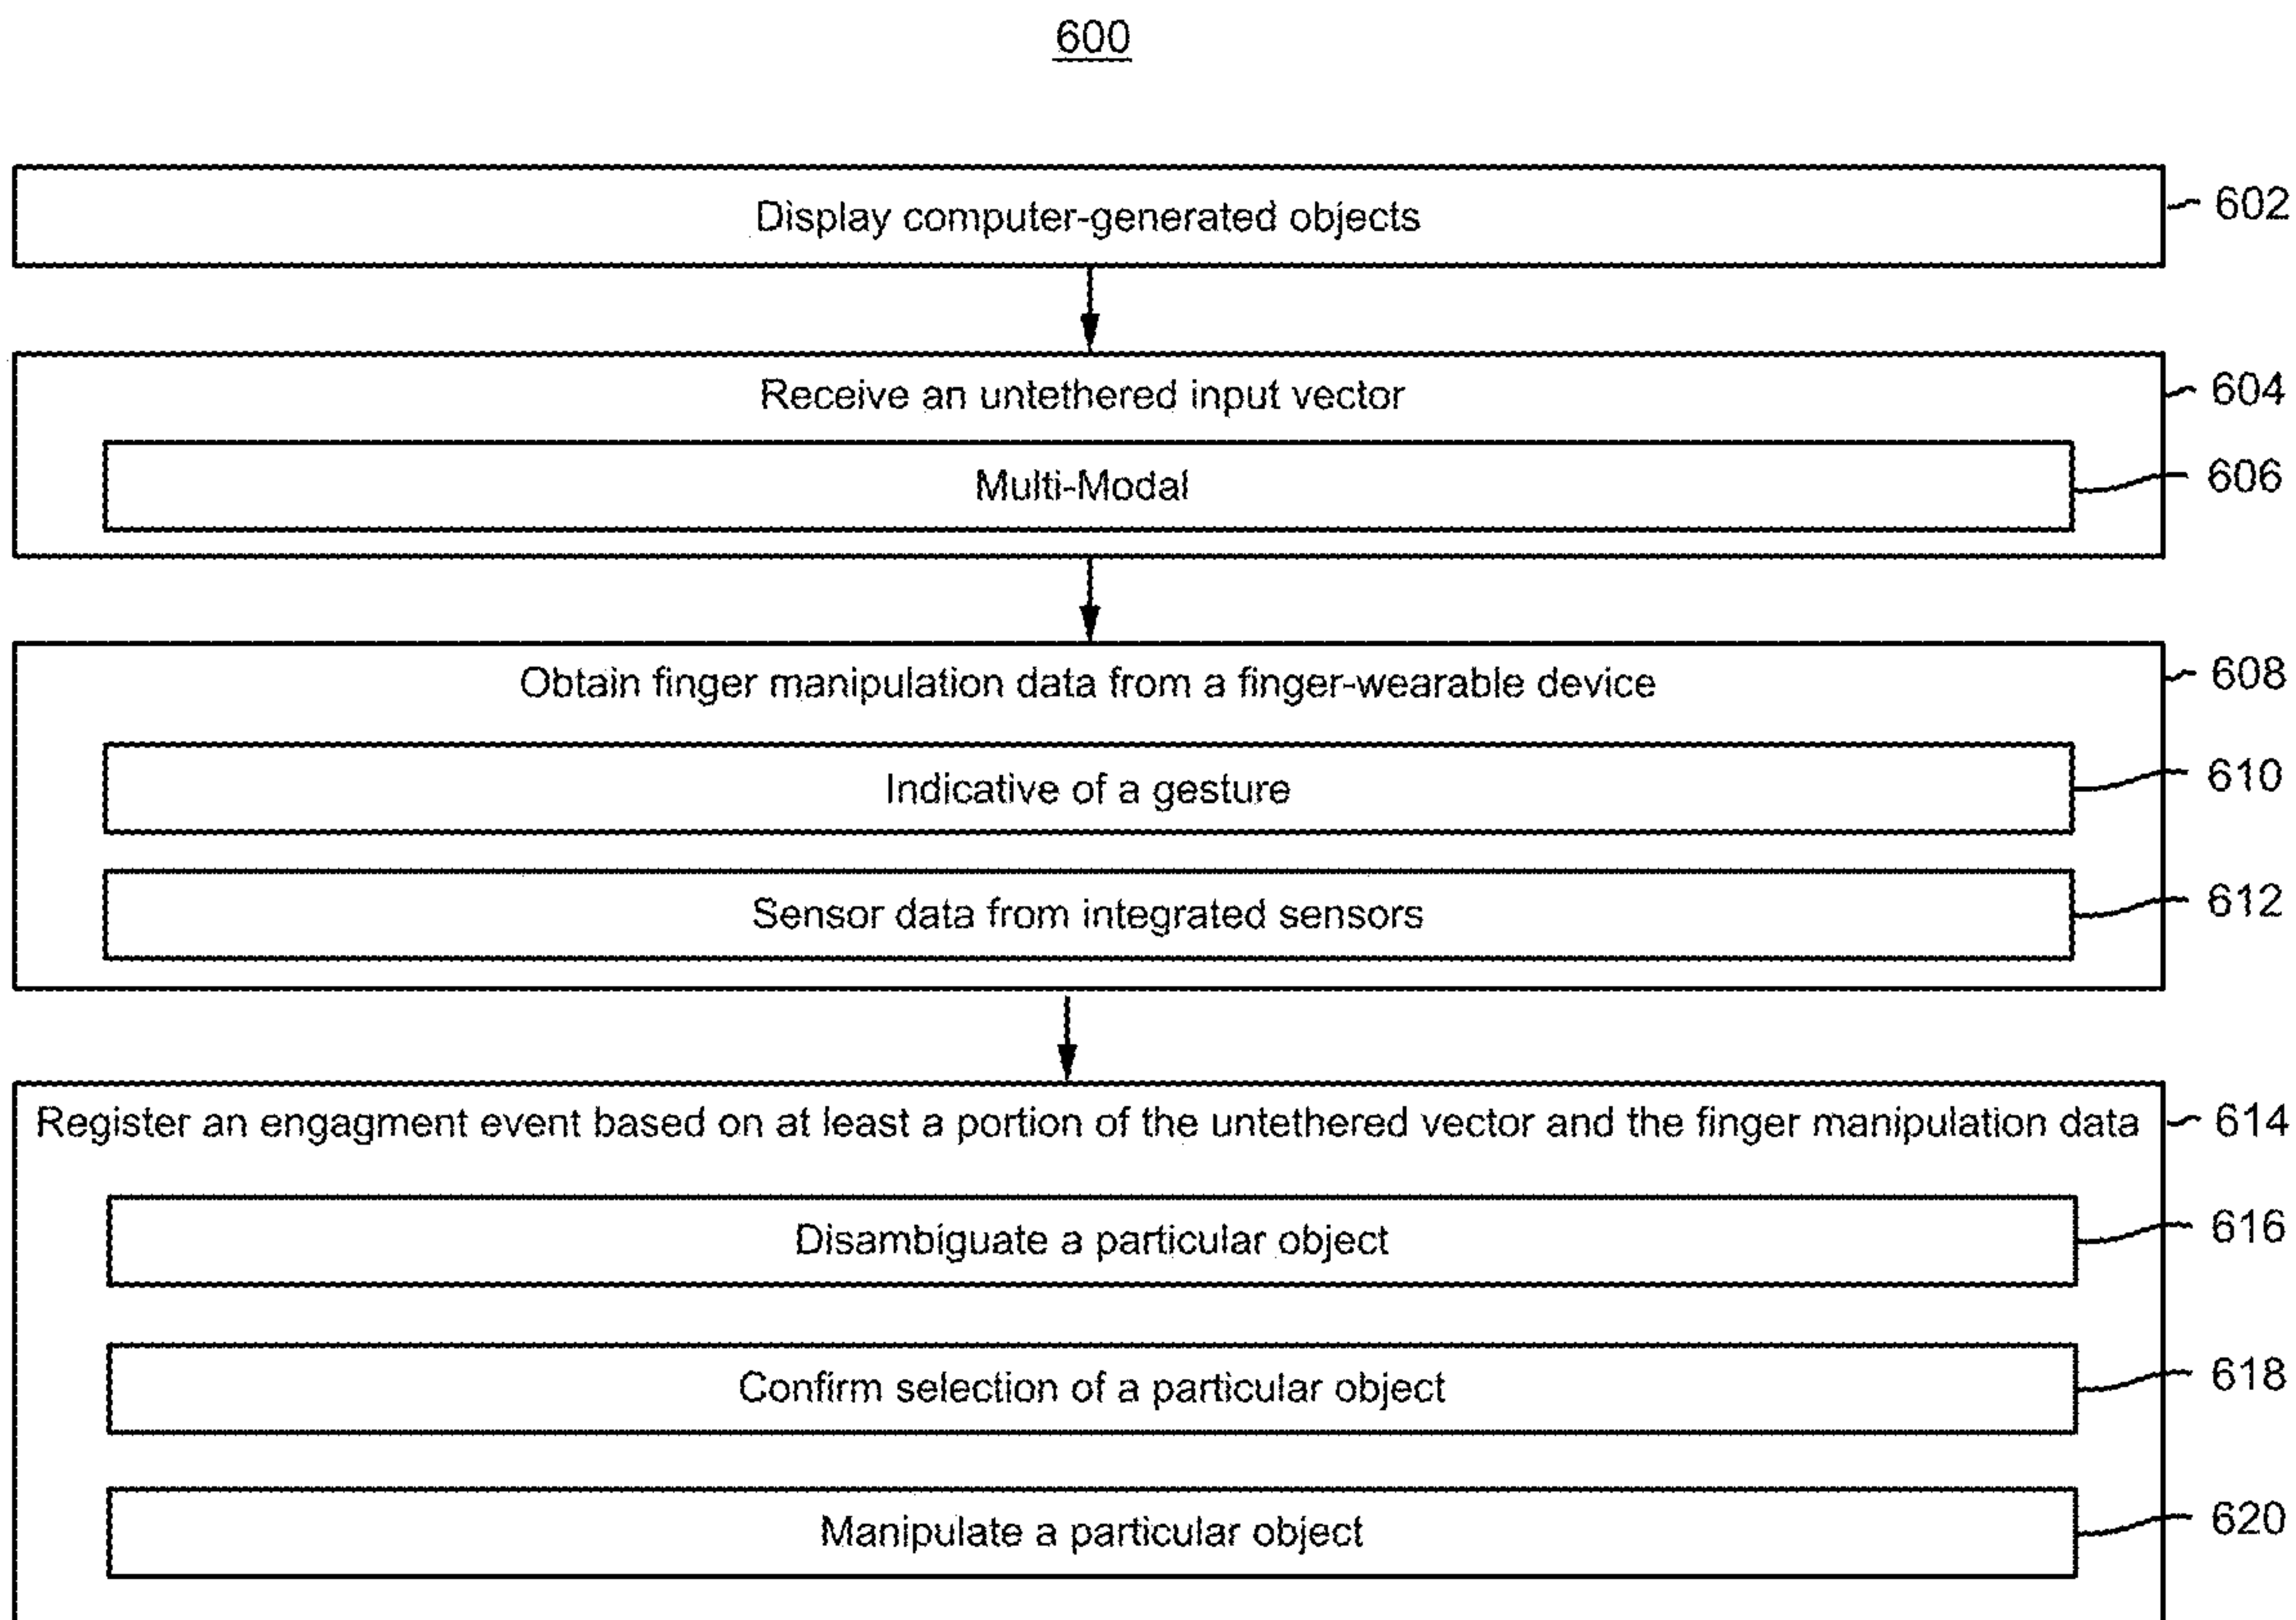 600
Display computer-generated objects
602
Receive an untethered input vector
604
Multi-Modal
606
Obtain finger manipulation data from a finger-wearable device
608
Indicative of a gesture
610
Sensor data from integrated sensors
612
Register an engagment event based on at least a portion of the untethered vector and the finger manipulation data
614
Disambiguate a particular object
616
Confirm selection of a particular object
618
Manipulate a particular object
620